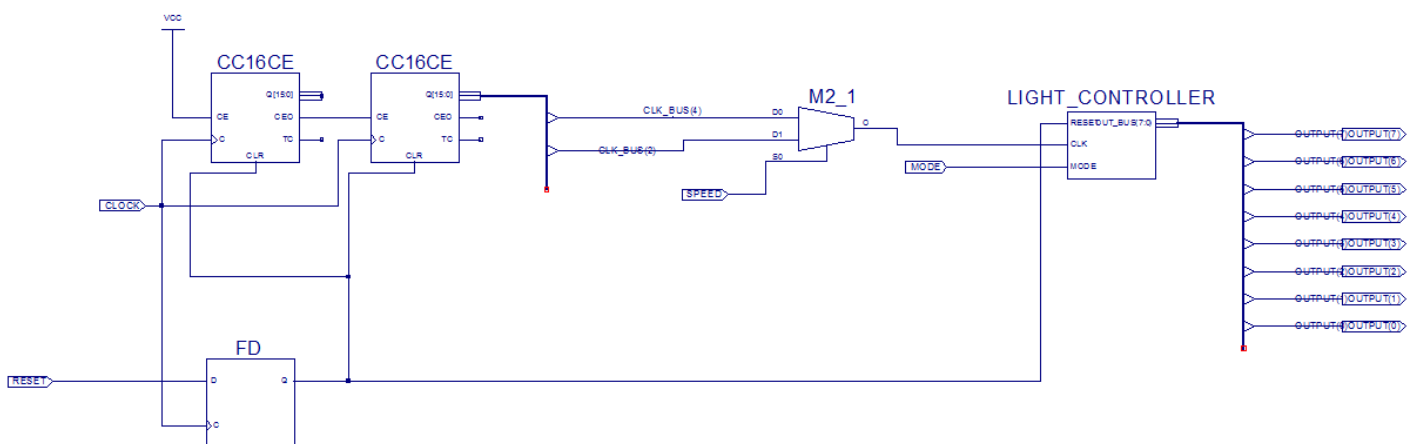 VCC
CC16CE
CC16CE
Q[15:0]
Q[15:0]
CE
CEO
CE
CEO
C
TC
C
TC
CLR
CLR
CLK_BUS(4)
CLK_BUS(2)
M2_1
D0
D1
S0
O
SPEED
LIGHT_CONTROLLER
RESET
OUT_BUS(7:0)
CLK
MODE
MODE
CLOCK
OUTPUT(7)
OUTPUT(6)
OUTPUT(5)
OUTPUT(4)
OUTPUT(3)
OUTPUT(2)
OUTPUT(1)
OUTPUT(0)
FD
RESET
D
Q
C